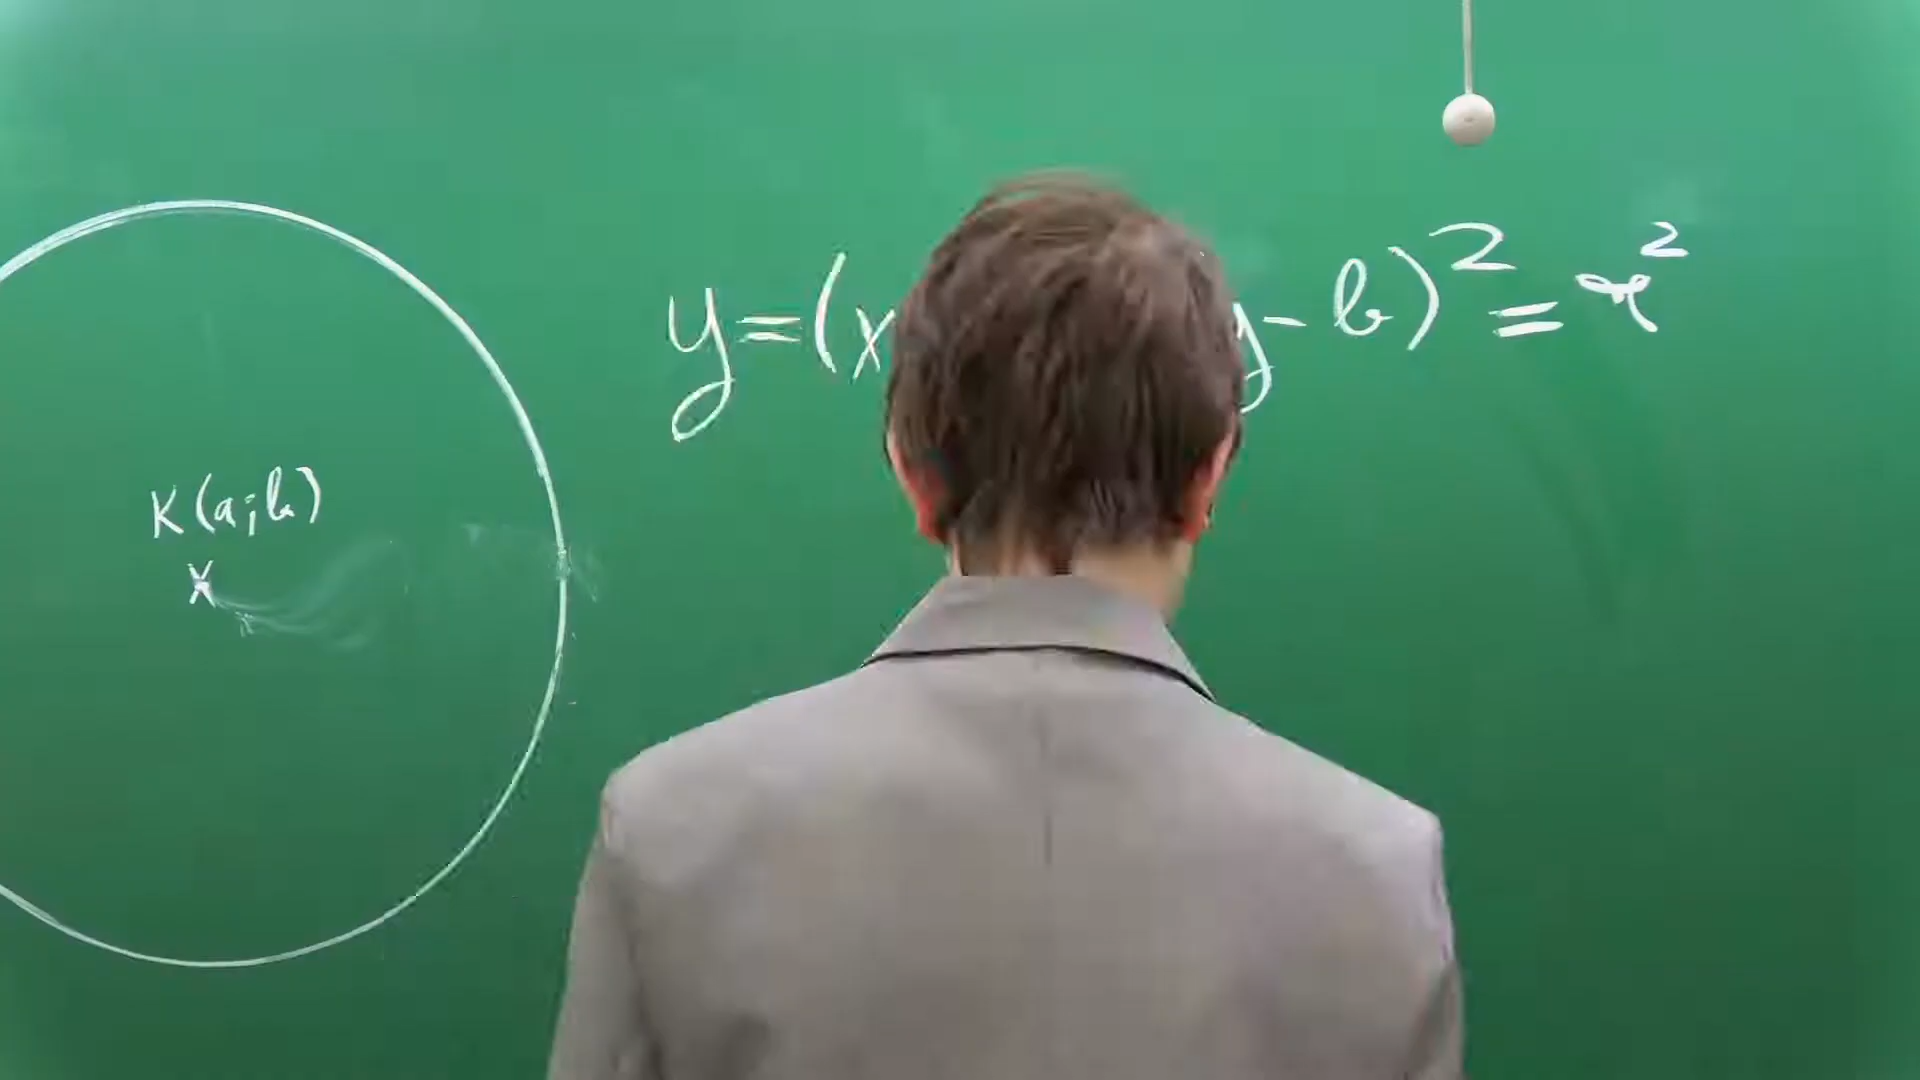 y=(x y-b)²=r²
K(a;b)
x